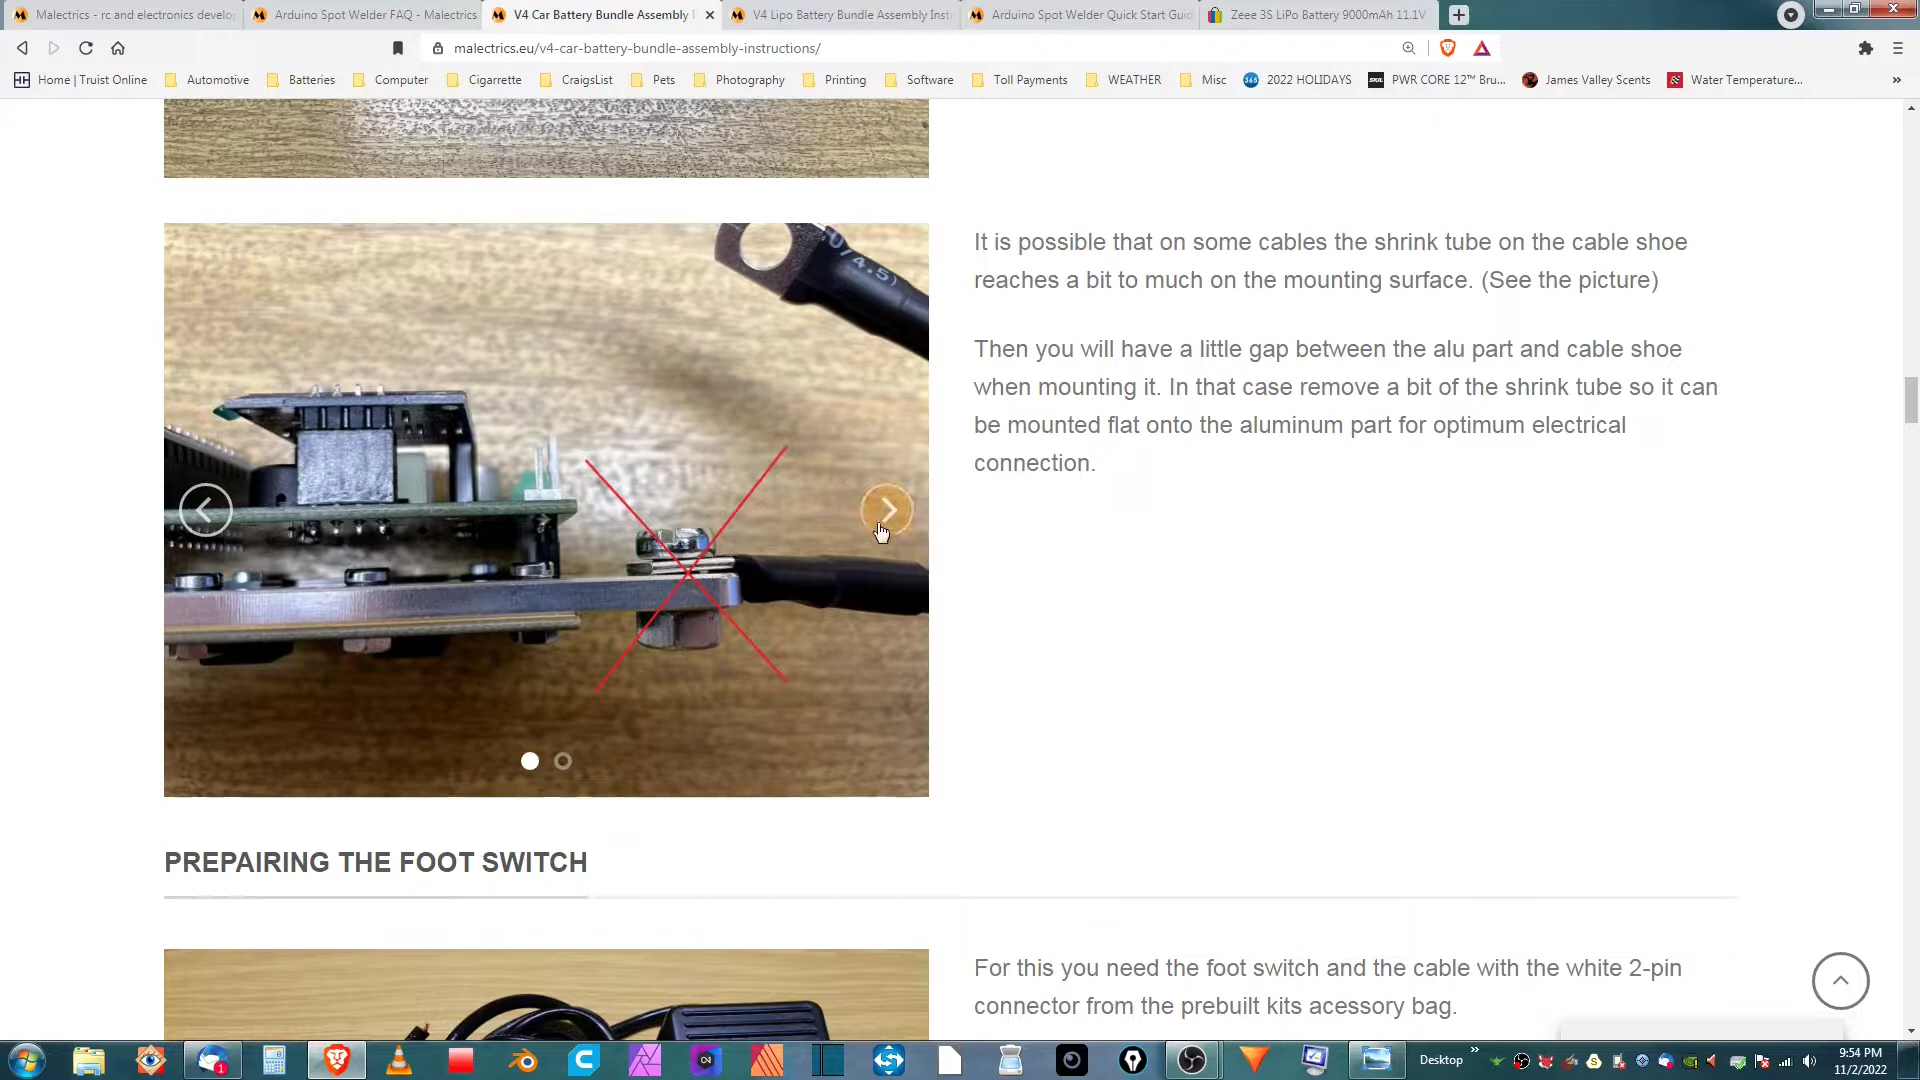 Malectrics - rc and electronics develop
Arduino Spot Welder FAQ - Malectrics
V4 Car Battery Bundle Assembly I
V4 Lipo Battery Bundle Assembly Inst
Arduino Spot Welder Quick Start Guid
Zeee 3S LiPo Battery 9000mAh 11.1V
malectrics.eu/v4-car-battery-bundle-assembly-instructions/
Home | Truist Online
Automotive
Batteries
Computer
Cigarrette
CraigsList
Pets
Photography
Printing
Software
Toll Payments
WEATHER
Misc
365
2022 HOLIDAYS
SKIL
PWR CORE 12™ Bru...
James Valley Scents
Water Temperature...
It is possible that on some cables the shrink tube on the cable shoe
reaches a bit to much on the mounting surface. (See the picture)
Then you will have a little gap between the alu part and cable shoe
when mounting it. In that case remove a bit of the shrink tube so it can
be mounted flat onto the aluminum part for optimum electrical
connection.
PREPAIRING THE FOOT SWITCH
For this you need the foot switch and the cable with the white 2-pin
connector from the prebuilt kits acessory bag.
1
Desktop
9:54 PM
11/2/2022